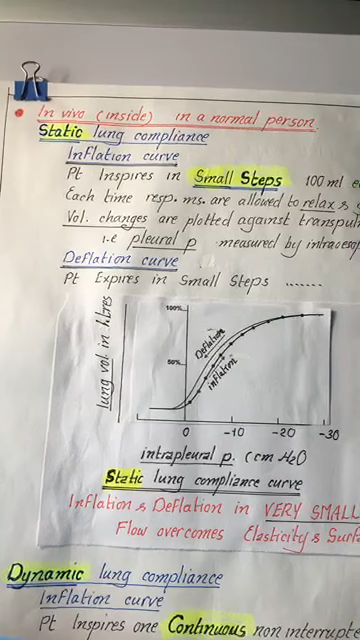 In vivo (inside) in a normal person
Static lung compliance
Inflation curve
Pt Inspires in Small Steps 100 ml
Each time resp. ms. are allowed to relax &
Vol. changes are plotted against
i.e pleural p measured by
Deflation curve
Pt Expires in Small Steps .......
100%
50%
Deflation
inflation
lung vol. in litres
0 -10 -20 -30
intrapleural p. (cm H2O
Static lung compliance curve
Inflation & Deflation in VERY SMALL
Flow overcomes Elasticity &
Dynamic lung compliance
Inflation curve
Pt Inspires one Continuous non